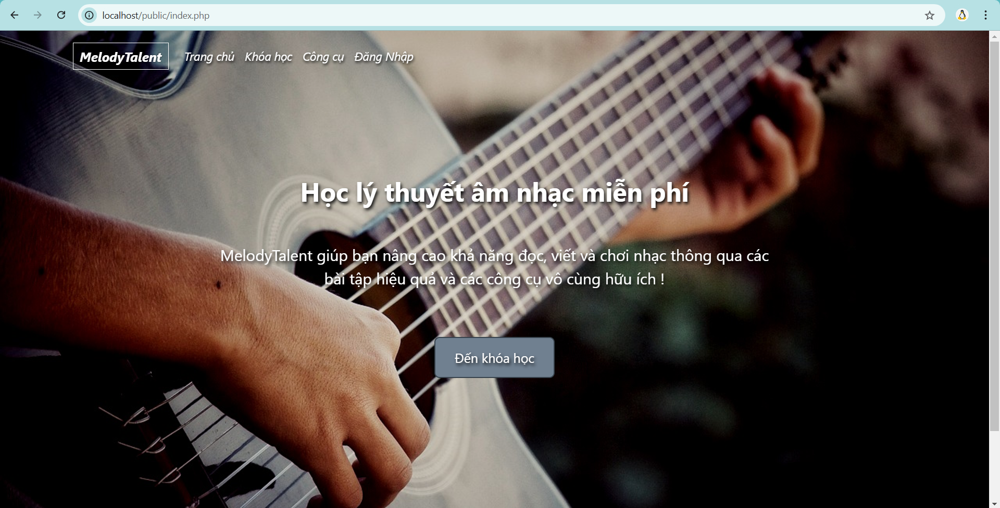 localhost/public/index.php
MelodyTalent Trang chủ Khóa học Công cụ Đăng Nhập
Học lý thuyết âm nhạc miễn phí
MelodyTalent giúp bạn nâng cao khả năng đọc, viết và chơi nhạc thông qua các
bài tập hiệu quả và các công cụ vô cùng hữu ích !
Đến khóa học